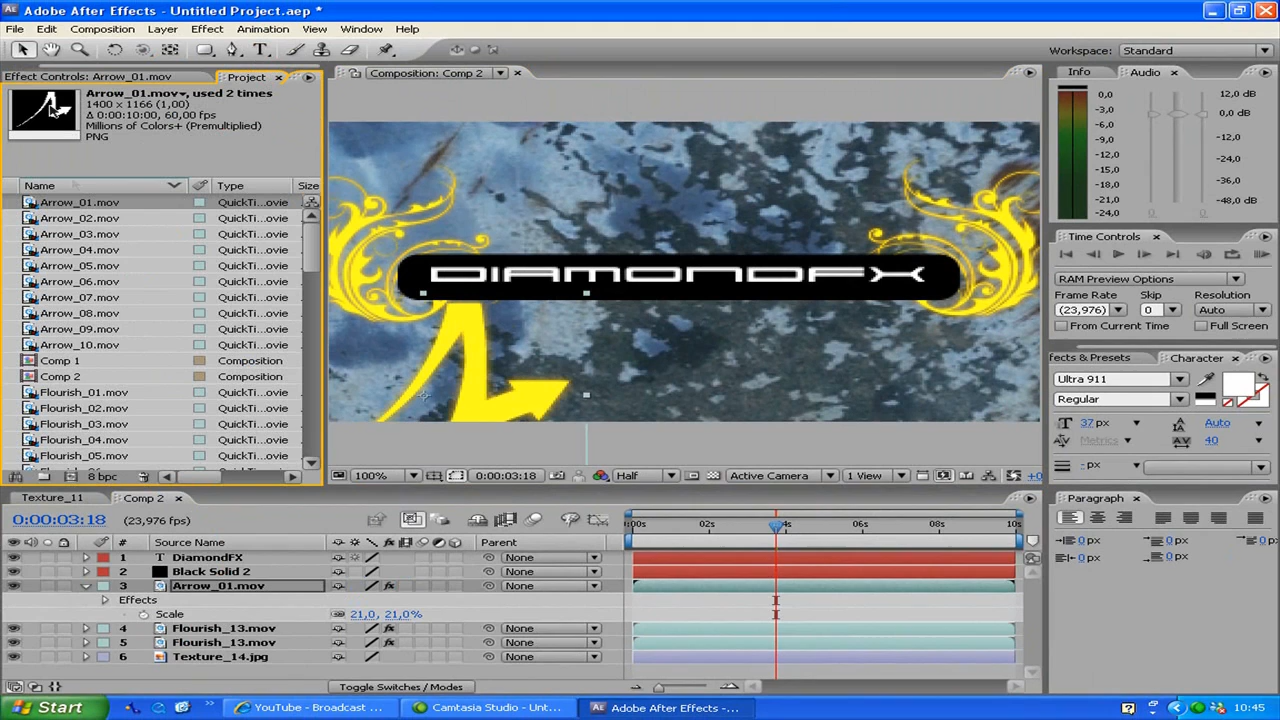 Adobe After Effects - Untitled Project.aep *
File Edit Composition Layer Effect Animation View Window Help
Workspace: Standard
Effect Controls: Arrow_01.mov Project
Arrow_01.mov, used 2 times
1400 x 1166 (1,00)
Δ 0:00:10:00, 60,00 fps
Millions of Colors+ (Premultiplied)
PNG
Name Type Size
Arrow_01.mov QuickTi...ovie
Arrow_02.mov QuickTi...ovie
Arrow_03.mov QuickTi...ovie
Arrow_04.mov QuickTi...ovie
Arrow_05.mov QuickTi...ovie
Arrow_06.mov QuickTi...ovie
Arrow_07.mov QuickTi...ovie
Arrow_08.mov QuickTi...ovie
Arrow_09.mov QuickTi...ovie
Arrow_10.mov QuickTi...ovie
Comp 1 Composition
Comp 2 Composition
Flourish_01.mov QuickTi...ovie
Flourish_02.mov QuickTi...ovie
Flourish_03.mov QuickTi...ovie
Flourish_04.mov QuickTi...ovie
Flourish_05.mov QuickTi...ovie
8 bpc
Composition: Comp 2
DIAMONDFX
100% 0:00:03:18 Half Active Camera 1 View +0
Info Audio
0,0 12,0 dB
-3,0
-6,0 0,0 dB
-9,0
-12,0 -12,0
-15,0 -24,0
-18,0 -36,0
-21,0
-24,0 -48,0 dB
Time Controls
RAM Preview Options
Frame Rate Skip Resolution
(23,976) 0 Auto
From Current Time Full Screen
fects & Presets Character
Ultra 911
Regular
37 px Auto
Metrics 40
- px
Paragraph
0 px 0 px 0 px
0 px 0 px
Texture_11 Comp 2
0:00:03:18 (23,976 fps)
:00s 02s 4s 06s 08s 10s
# Source Name Parent
1 T DiamondFX None
2 Black Solid 2 None
3 Arrow_01.mov None
Effects
Scale 21,0, 21,0%
4 Flourish_13.mov None
5 Flourish_13.mov None
6 Texture_14.jpg None
Toggle Switches / Modes
Start YouTube - Broadcast ... Camtasia Studio - Unt... Adobe After Effects - ... 10:45